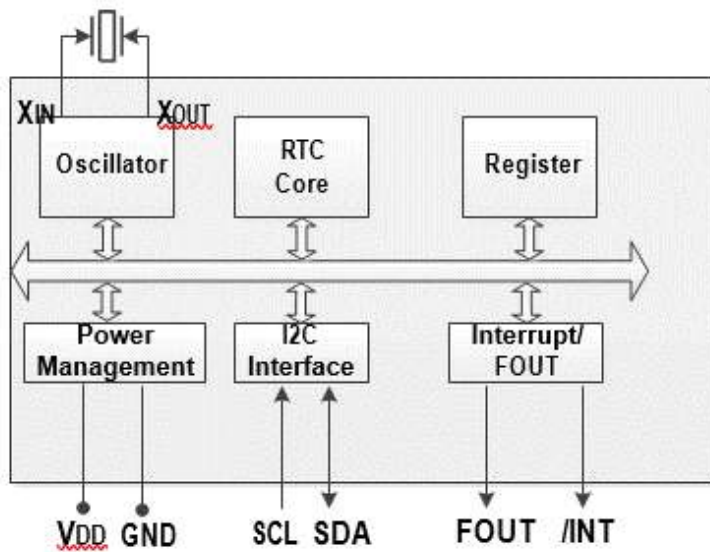 XIN
XOUT
Oscillator
RTC
Core
Register
Power
Management
I2C
Interface
Interrupt/
FOUT
VDD GND
SCL SDA
FOUT /INT